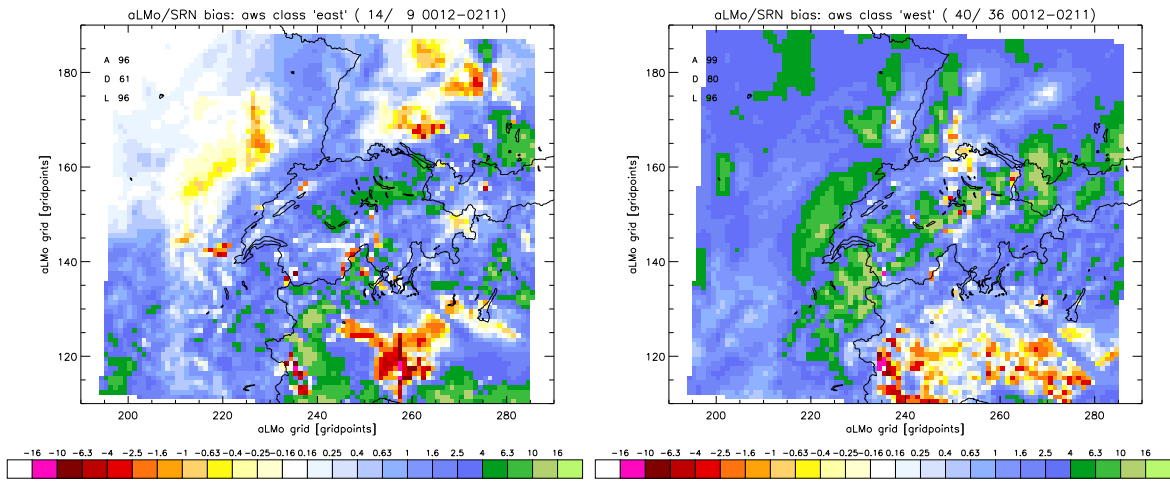 aLMo/SRN bias: aws class 'east' ( 14/ 9 0012-0211)
A 96
D 61
L 96
aLMo grid [gridpoints]
180
160
140
120
200 220 240 260 280
aLMo grid [gridpoints]
-16 -10 -6.3 -4 -2.5 -1.6 -1 -0.63 -0.4 -0.25 -0.16 0.16 0.25 0.4 0.63 1 1.6 2.5 4 6.3 10 16
aLMo/SRN bias: aws class 'west' ( 40/ 36 0012-0211)
A 99
D 80
L 96
aLMo grid [gridpoints]
180
160
140
120
200 220 240 260 280
aLMo grid [gridpoints]
-16 -10 -6.3 -4 -2.5 -1.6 -1 -0.63 -0.4 -0.25 -0.16 0.16 0.25 0.4 0.63 1 1.6 2.5 4 6.3 10 16